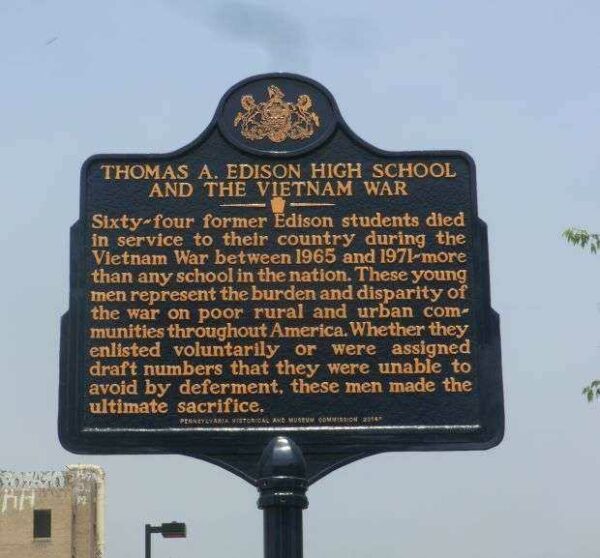 THOMAS A. EDISON HIGH SCHOOL
AND THE VIETNAM WAR
Sixty-four former Edison students died
in service to their country during the
Vietnam War between 1965 and 1971-more
than any school in the nation. These young
men represent the burden and disparity of
the war on poor rural and urban com-
munities throughout America. Whether they
enlisted voluntarily or were assigned
draft numbers that they were unable to
avoid by deferment, these men made the
ultimate sacrifice.
PENNSYLVANIA HISTORICAL AND MUSEUM COMMISSION